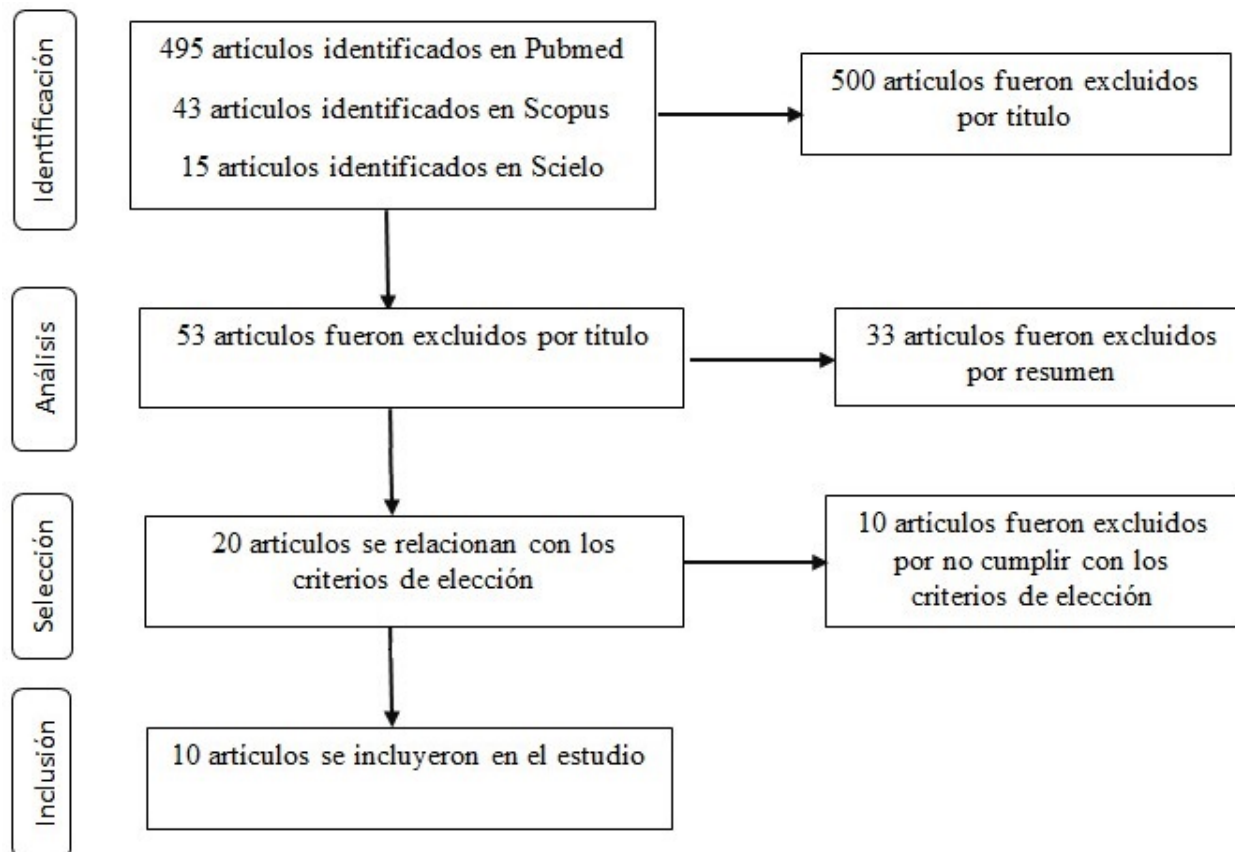 Identificación
495 artículos identificados en Pubmed
43 artículos identificados en Scopus
15 artículos identificados en Scielo
500 artículos fueron excluidos
por título
Análisis
53 artículos fueron excluidos por título
33 artículos fueron excluidos
por resumen
Selección
20 artículos se relacionan con los
criterios de elección
10 artículos fueron excluidos
por no cumplir con los
criterios de elección
Inclusión
10 artículos se incluyeron en el estudio